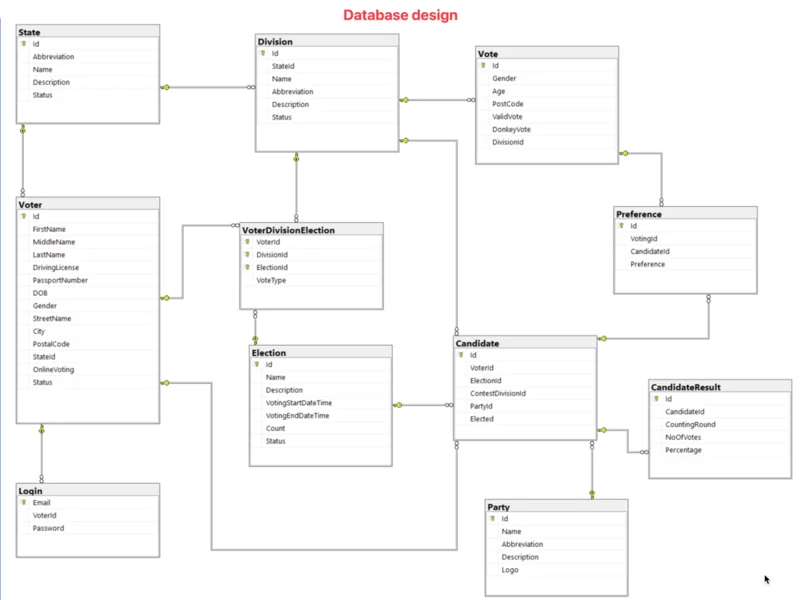 Database design
State
Id
Abbreviation
Name
Description
Status
Division
Id
StateId
Name
Abbreviation
Description
Status
Vote
Id
Gender
Age
PostCode
ValidVote
DonkeyVote
DivisionId
Voter
Id
FirstName
MiddleName
LastName
DrivingLicense
PassportNumber
DOB
Gender
StreetName
City
PostalCode
StateId
OnlineVoting
Status
VoterDivisionElection
VoterId
DivisionId
ElectionId
VoteType
Preference
Id
VotingId
CandidateId
Preference
Election
Id
Name
Description
VotingStartDateTime
VotingEndDateTime
Count
Status
Candidate
Id
VoterId
ElectionId
ContestDivisionId
PartyId
Elected
CandidateResult
Id
CandidateId
CountingRound
NoOfVotes
Percentage
Login
Email
VoterId
Password
Party
Id
Name
Abbreviation
Description
Logo